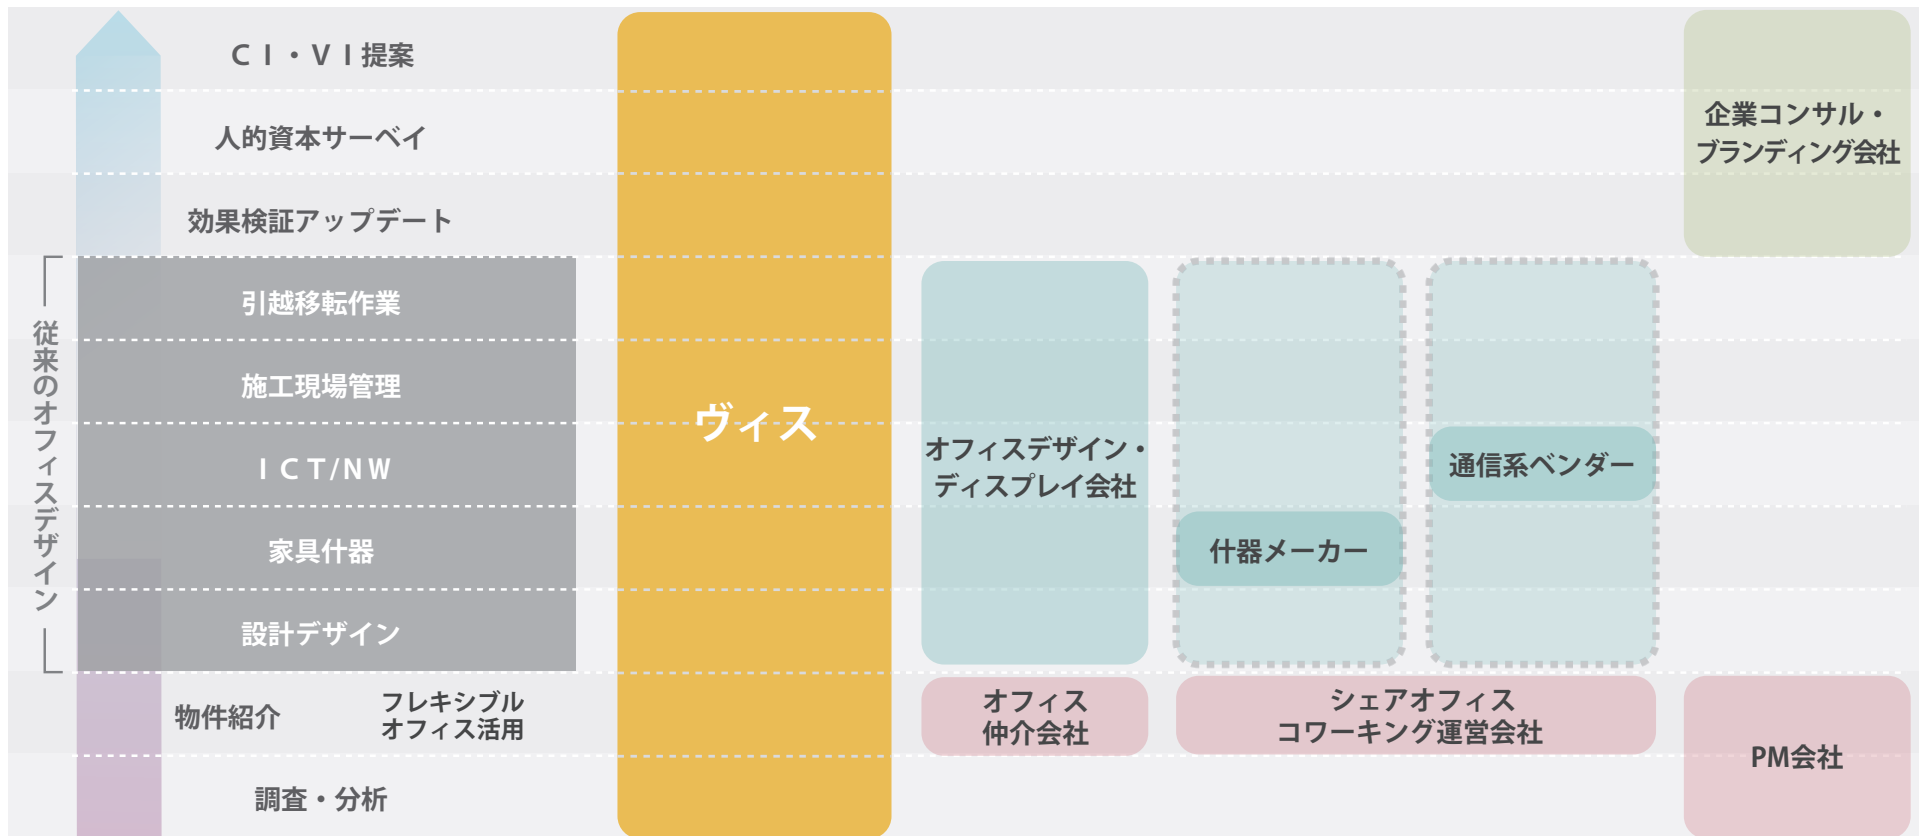 ＣＩ・ＶＩ提案
人的資本サーベイ
効果検証アップデート
従来のオフィスデザイン
引越移転作業
施工現場管理
ＩＣＴ/ＮＷ
家具什器
設計デザイン
物件紹介
フレキシブル
オフィス活用
調査・分析
ヴィス
オフィスデザイン・
ディスプレイ会社
什器メーカー
通信系ベンダー
企業コンサル・
ブランディング会社
オフィス
仲介会社
シェアオフィス
コワーキング運営会社
PM会社